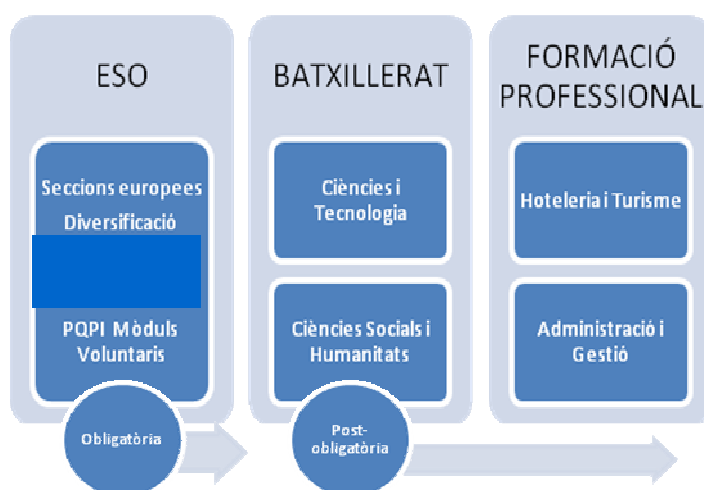 ESO
Seccions europees
Diversificació
PQPI Mòduls
Voluntaris
Obligatòria
BATXILLERAT
Ciències i
Tecnologia
Ciències Socials i
Humanitats
Post-
obligatòria
FORMACIÓ
PROFESSIONAL
Hoteleria i Turisme
Administració i
Gestió